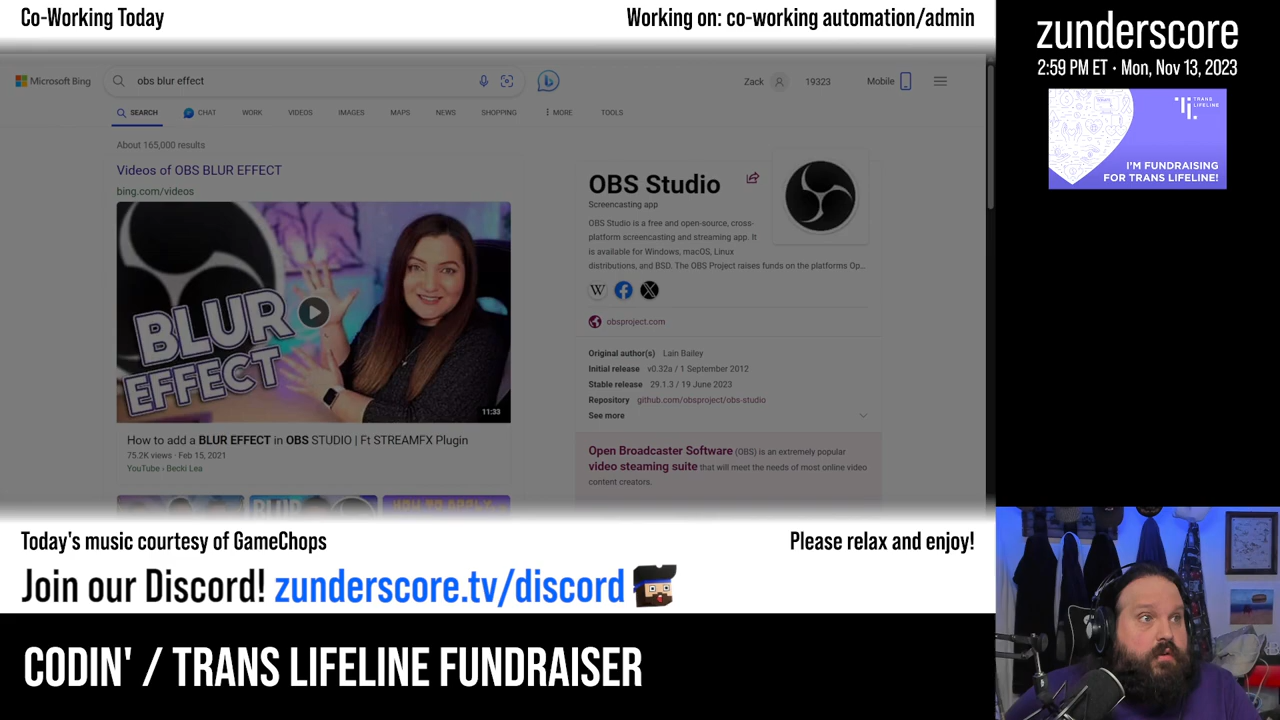 Co-Working Today
Working on: co-working automation/admin
zunderscore
2:59 PM ET · Mon, Nov 13, 2023
TRANS
LIFELINE
I'M FUNDRAISING
FOR TRANS LIFELINE!
Microsoft Bing
obs blur effect
Zack
19323
Mobile
SEARCH
CHAT
WORK
VIDEOS
IMAGES
MAPS
NEWS
SHOPPING
MORE
TOOLS
About 165,000 results
Videos of OBS BLUR EFFECT
bing.com/videos
BLUR
EFFECT
11:33
How to add a BLUR EFFECT in OBS STUDIO | Ft STREAMFX Plugin
75.2K views · Feb 15, 2021
YouTube › Becki Lea
BLUR
HOW TO APPLY
OBS Studio
Screencasting app
OBS Studio is a free and open-source, cross-
platform screencasting and streaming app. It
is available for Windows, macOS, Linux
distributions, and BSD. The OBS Project raises funds on the platforms Op...
W
f
X
obsproject.com
Original author(s) Lain Bailey
Initial release v0.32a / 1 September 2012
Stable release 29.1.3 / 19 June 2023
Repository github.com/obsproject/obs-studio
See more
Open Broadcaster Software (OBS) is an extremely popular
video steaming suite that will meet the needs of most online video
content creators.
Today's music courtesy of GameChops
Please relax and enjoy!
Join our Discord! zunderscore.tv/discord
CODIN' / TRANS LIFELINE FUNDRAISER